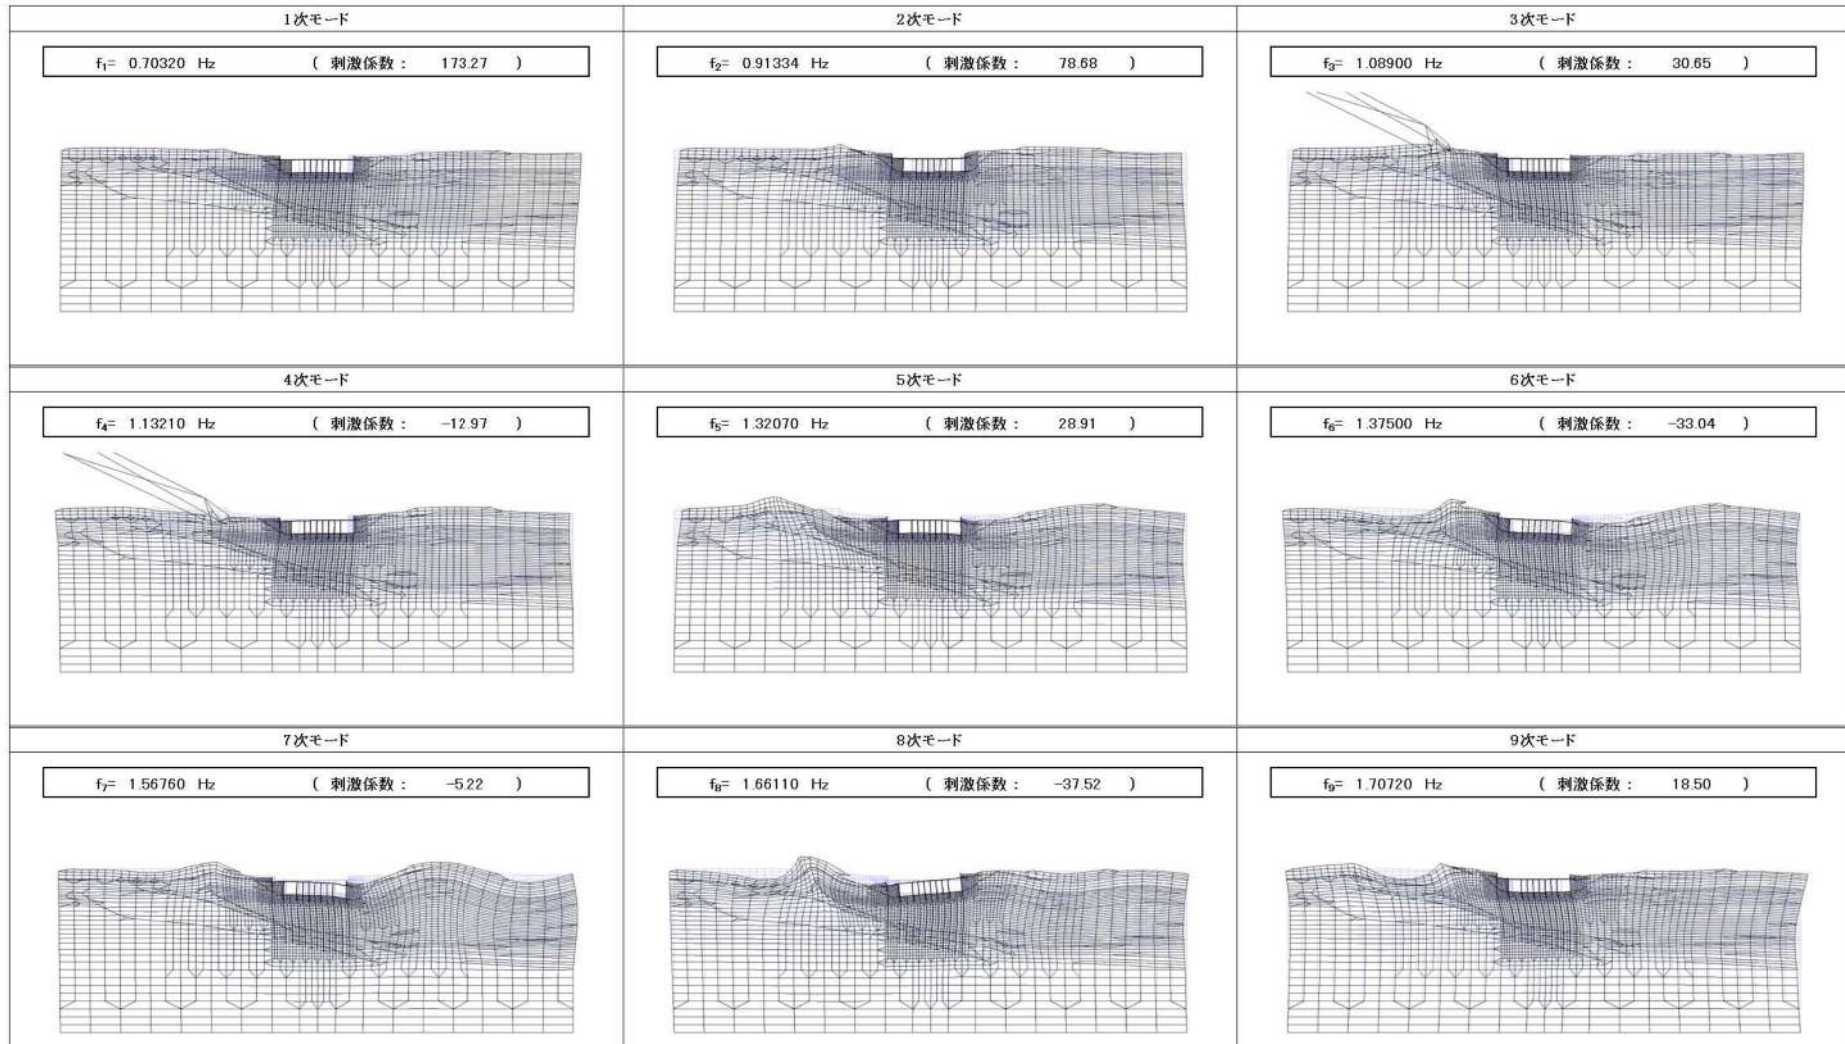 1次モード 2次モード 3次モード
f₁= 0.70320 Hz ( 刺激係数 : 173.27 ) f₂= 0.91334 Hz ( 刺激係数 : 78.68 ) f₃= 1.08900 Hz ( 刺激係数 : 30.65 )
4次モード 5次モード 6次モード
f₄= 1.13210 Hz ( 刺激係数 : -12.97 ) f₅= 1.32070 Hz ( 刺激係数 : 28.91 ) f₆= 1.37500 Hz ( 刺激係数 : -33.04 )
7次モード 8次モード 9次モード
f₇= 1.56760 Hz ( 刺激係数 : -5.22 ) f₈= 1.66110 Hz ( 刺激係数 : -37.52 ) f₉= 1.70720 Hz ( 刺激係数 : 18.50 )